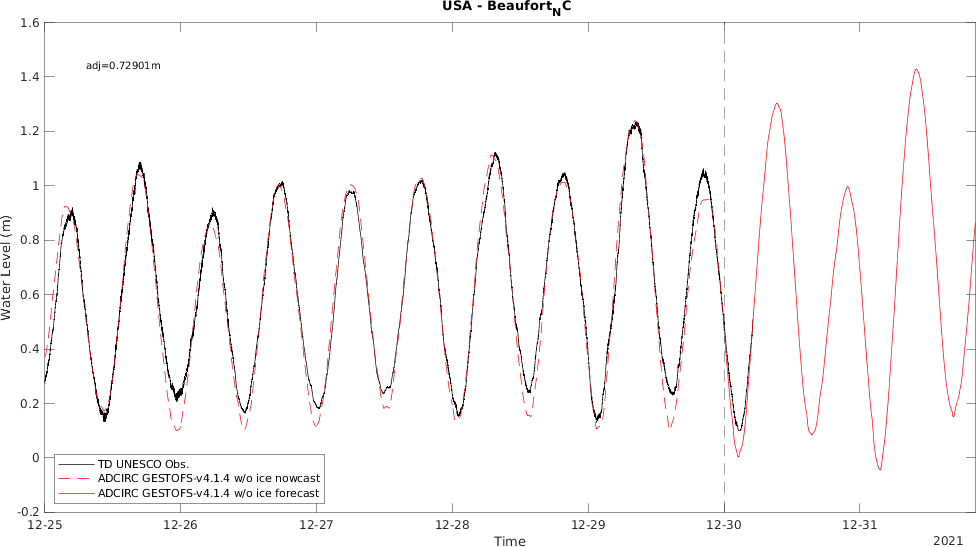 USA - Beaufort_NC
1.6
adj=0.72901m
1.4
1.2
1
0.8
Water Level (m)
0.6
0.4
0.2
0
-0.2
TD UNESCO Obs.
ADCIRC GESTOFS-v4.1.4 w/o ice nowcast
ADCIRC GESTOFS-v4.1.4 w/o ice forecast
12-25 12-26 12-27 12-28 12-29 12-30 12-31
Time
2021